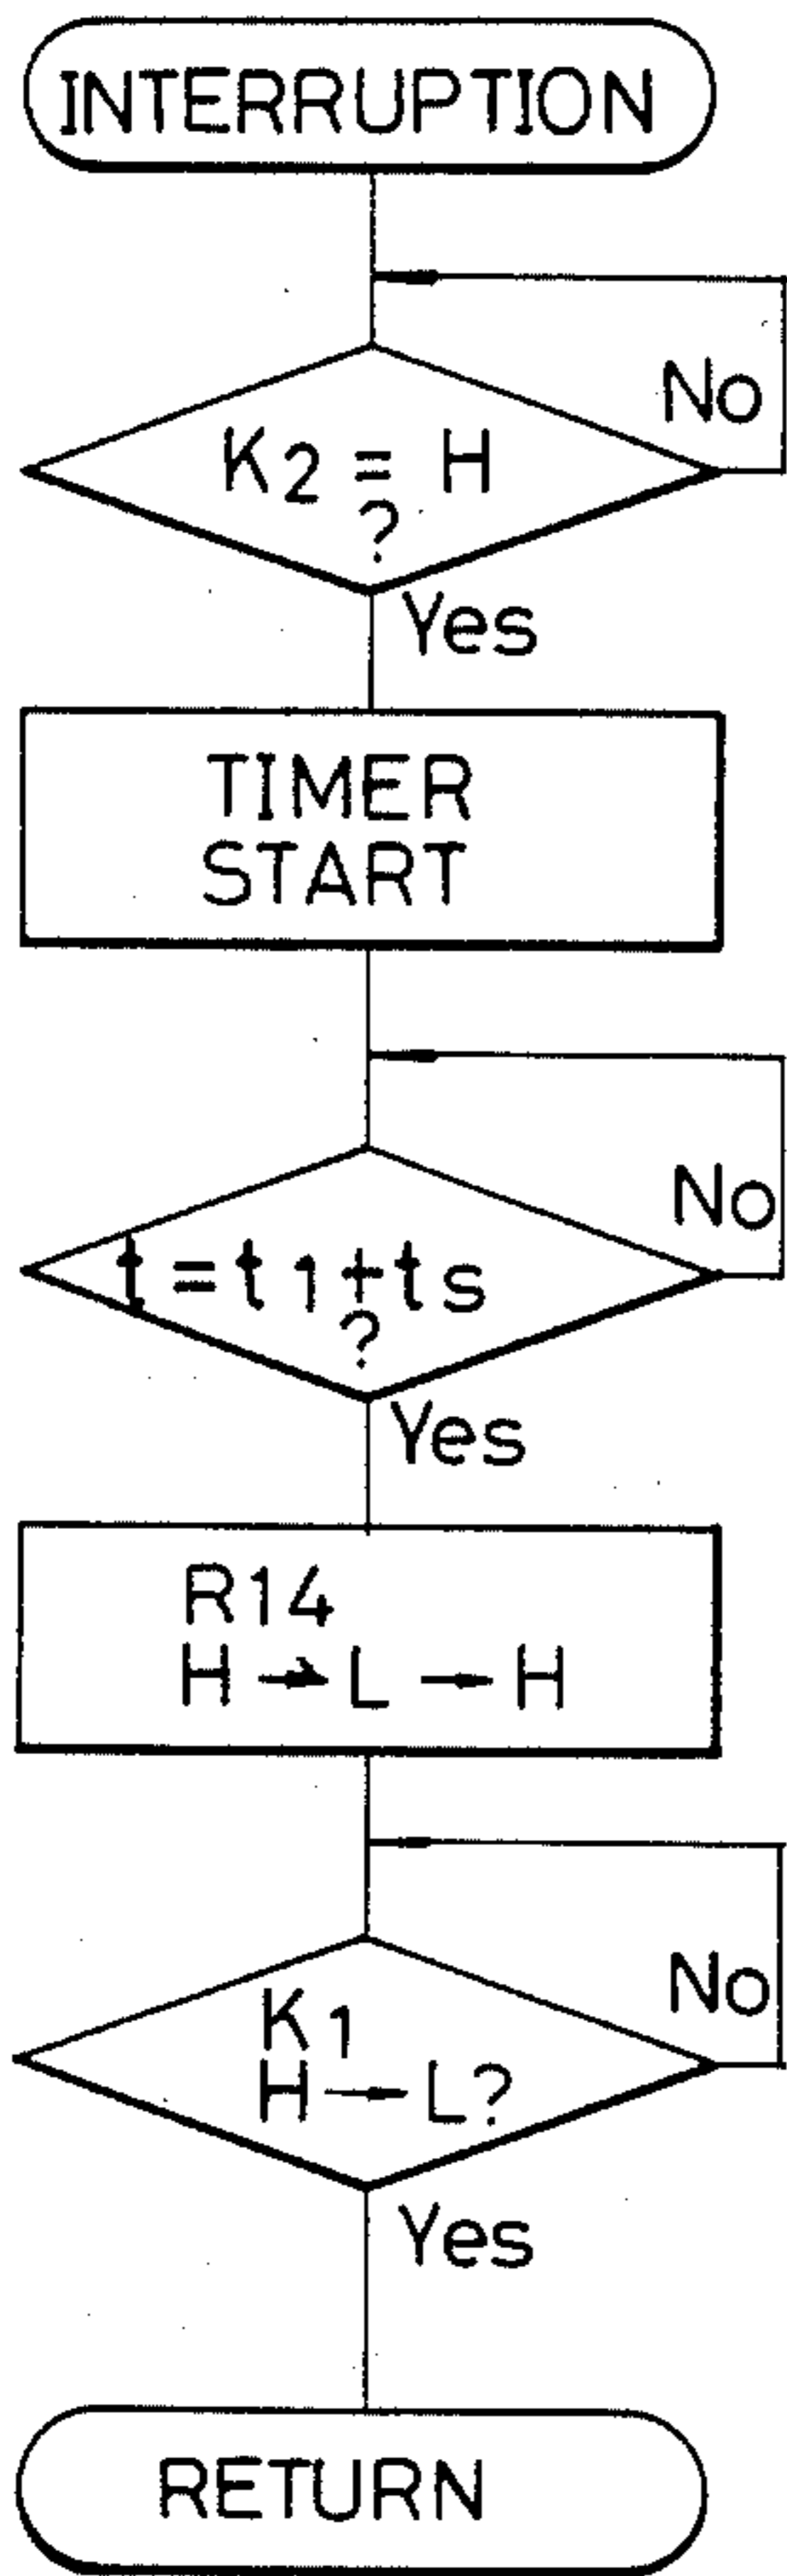 INTERRUPTION
No
K2 = H
?
Yes
TIMER
START
No
t = t1+ts
?
Yes
R14
H → L → H
No
K1
H → L?
Yes
RETURN